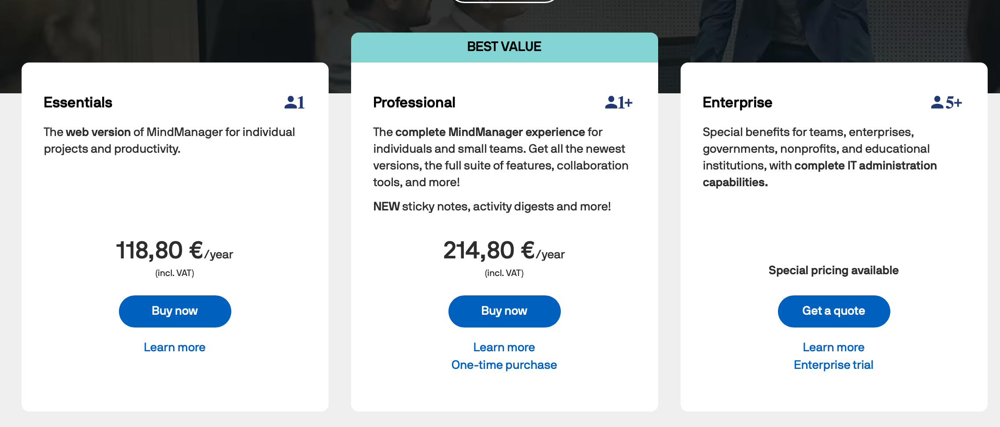 BEST VALUE
Essentials
1
The web version of MindManager for individual
projects and productivity.
118,80 €/year
(incl. VAT)
Buy now
Learn more
Professional
1+
The complete MindManager experience for
individuals and small teams. Get all the newest
versions, the full suite of features, collaboration
tools, and more!
NEW sticky notes, activity digests and more!
214,80 €/year
(incl. VAT)
Buy now
Learn more
One-time purchase
Enterprise
5+
Special benefits for teams, enterprises,
governments, nonprofits, and educational
institutions, with complete IT administration
capabilities.
Special pricing available
Get a quote
Learn more
Enterprise trial